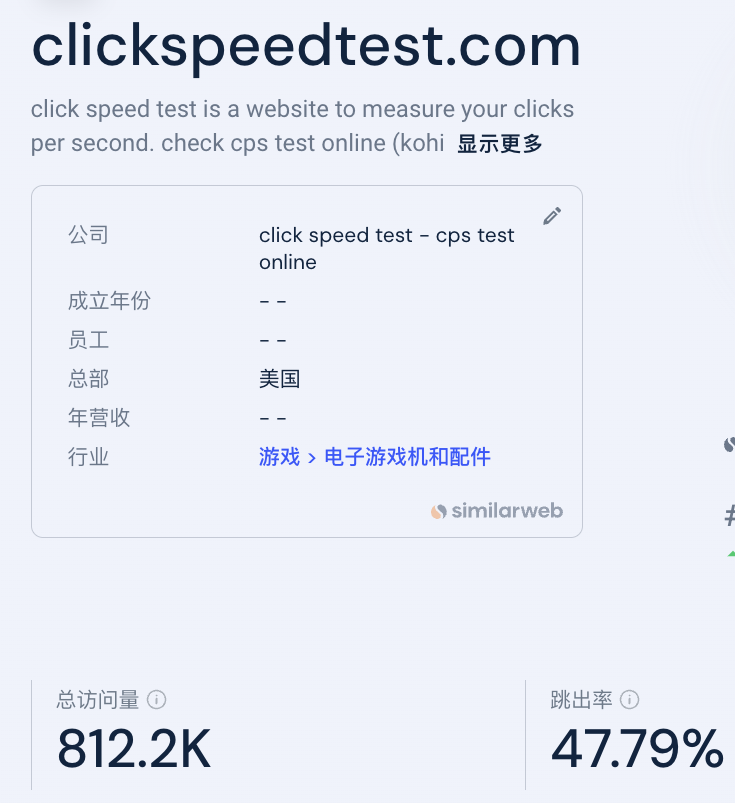 clickspeedtest.com
click speed test is a website to measure your clicks
per second. check cps test online (kohi 显示更多
公司 click speed test - cps test
online
成立年份 - -
员工 - -
总部 美国
年营收 - -
行业 游戏 > 电子游戏机和配件
similarweb
#
总访问量
812.2K
跳出率
47.79%